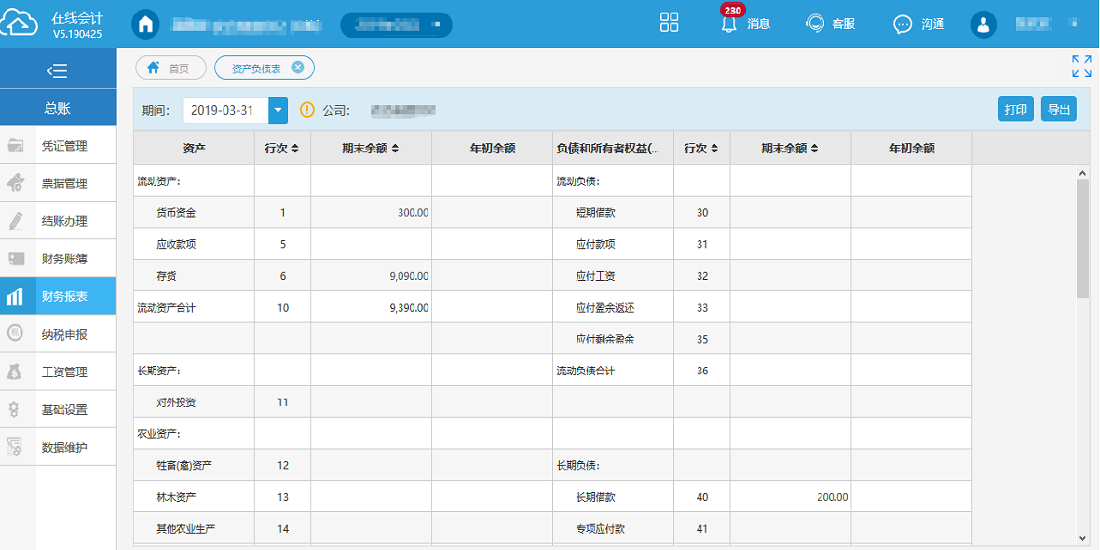 在线会计
V5.190425
230
消息
客服
沟通
总账
首页
资产负债表
期间： 2019-03-31 公司：
打印 导出
凭证管理
票据管理
结账办理
财务账簿
财务报表
纳税申报
工资管理
基础设置
数据维护
资产 行次 期末余额 年初余额 负债和所有者权益(... 行次 期末余额 年初余额
流动资产： 流动负债：
货币资金 1 300.00 短期借款 30
应收款项 5 应付款项 31
存货 6 9,090.00 应付工资 32
流动资产合计 10 9,390.00 应付盈余返还 33
应付剩余盈余 35
长期资产： 流动负债合计 36
对外投资 11
农业资产：
牲畜(禽)资产 12 长期负债：
林木资产 13 长期借款 40 200.00
其他农业生产 14 专项应付款 41